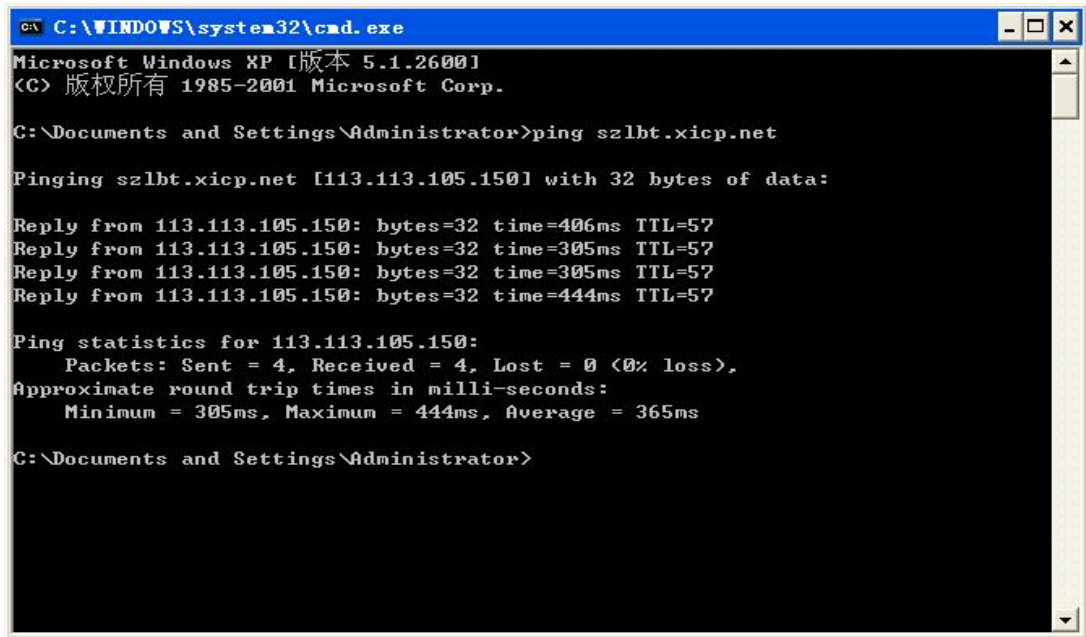 C:\WINDOWS\system32\cmd.exe
Microsoft Windows XP [版本 5.1.2600]
(C) 版权所有 1985-2001 Microsoft Corp.
C:\Documents and Settings\Administrator>ping szlbt.xicp.net
Pinging szlbt.xicp.net [113.113.105.150] with 32 bytes of data:
Reply from 113.113.105.150: bytes=32 time=406ms TTL=57
Reply from 113.113.105.150: bytes=32 time=305ms TTL=57
Reply from 113.113.105.150: bytes=32 time=305ms TTL=57
Reply from 113.113.105.150: bytes=32 time=444ms TTL=57
Ping statistics for 113.113.105.150:
    Packets: Sent = 4, Received = 4, Lost = 0 (0% loss),
Approximate round trip times in milli-seconds:
    Minimum = 305ms, Maximum = 444ms, Average = 365ms
C:\Documents and Settings\Administrator>